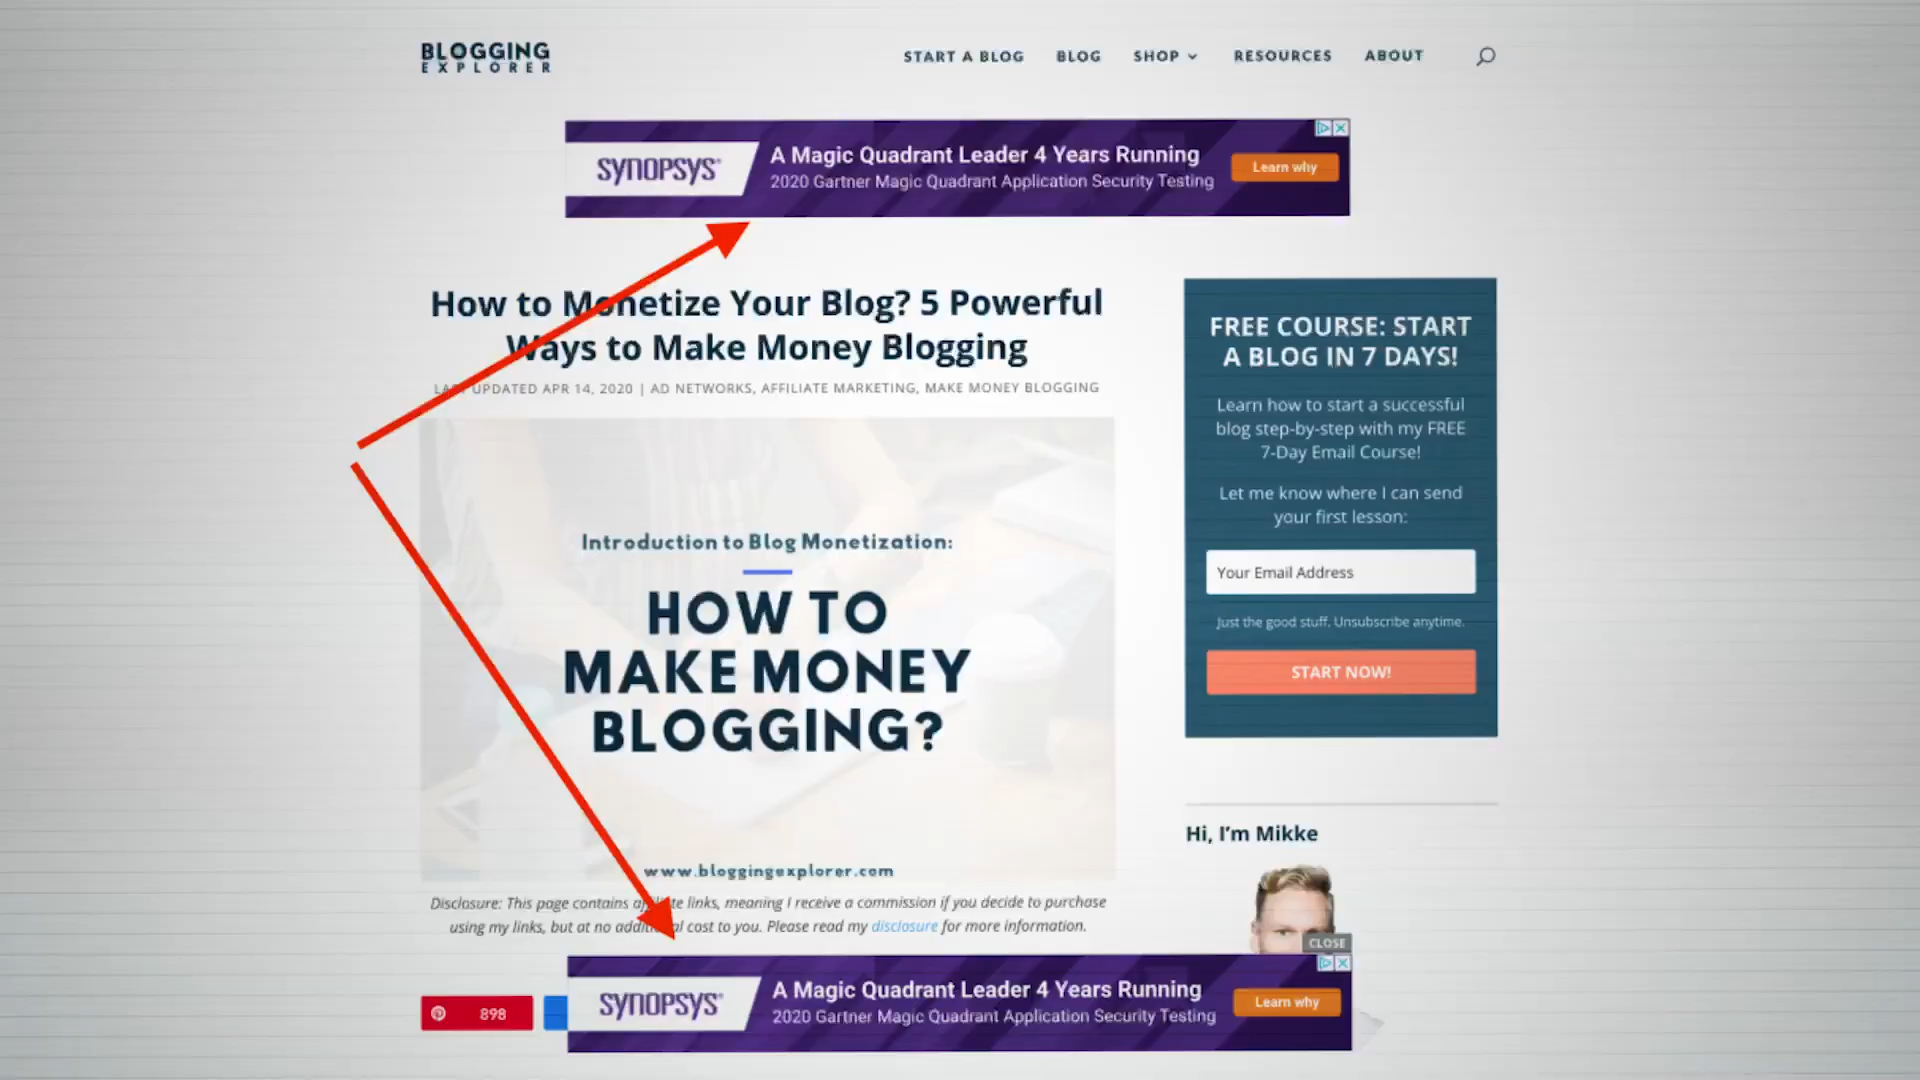 BLOGGING
EXPLORER
START A BLOG BLOG SHOP RESOURCES ABOUT
SYNOPSYS®
A Magic Quadrant Leader 4 Years Running
2020 Gartner Magic Quadrant Application Security Testing
Learn why
How to Monetize Your Blog? 5 Powerful
Ways to Make Money Blogging
LAST UPDATED APR 14, 2020 | AD NETWORKS, AFFILIATE MARKETING, MAKE MONEY BLOGGING
Introduction to Blog Monetization:
HOW TO
MAKE MONEY
BLOGGING?
www.bloggingexplorer.com
Disclosure: This page contains affiliate links, meaning I receive a commission if you decide to purchase
using my links, but at no additional cost to you. Please read my disclosure for more information.
FREE COURSE: START
A BLOG IN 7 DAYS!
Learn how to start a successful
blog step-by-step with my FREE
7-Day Email Course!
Let me know where I can send
your first lesson:
Your Email Address
Just the good stuff. Unsubscribe anytime.
START NOW!
Hi, I'm Mikke
CLOSE
898
SYNOPSYS®
A Magic Quadrant Leader 4 Years Running
2020 Gartner Magic Quadrant Application Security Testing
Learn why